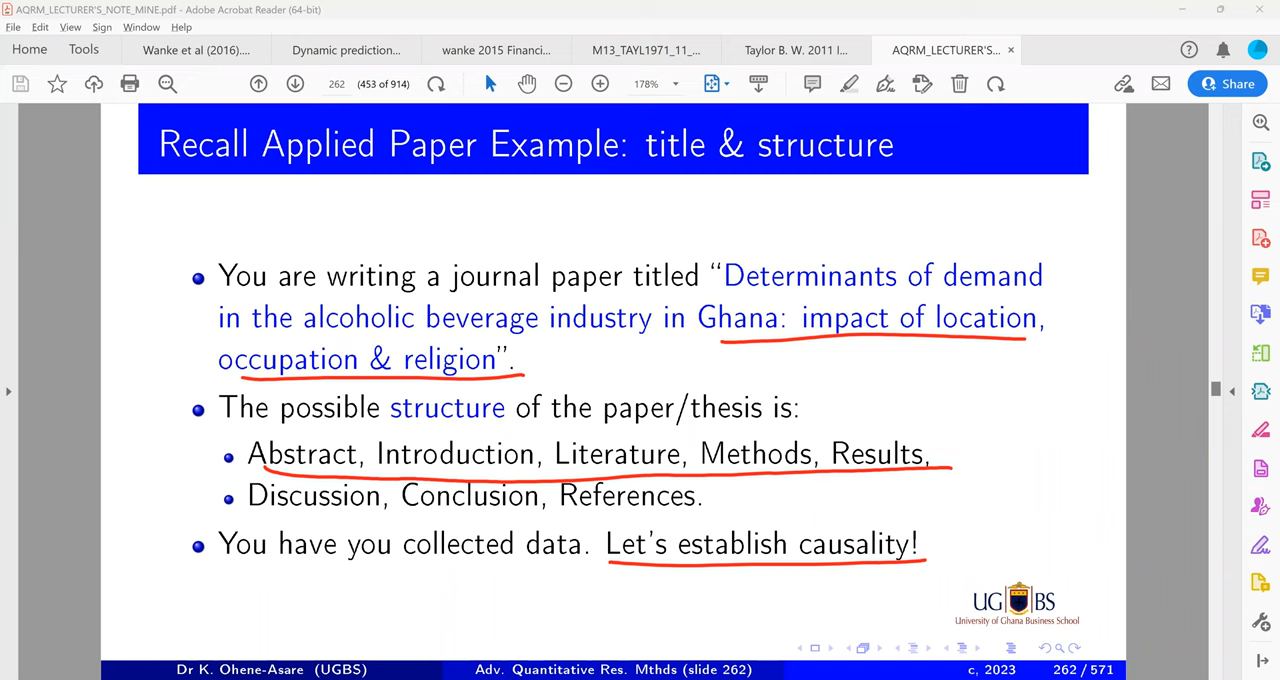 AQRM_LECTURER'S_NOTE_MINE.pdf - Adobe Acrobat Reader (64-bit)
File Edit View Sign Window Help
Home Tools Wanke et al (2016).... Dynamic prediction... wanke 2015 Financi... M13_TAYL1971_11_... Taylor B. W. 2011 I... AQRM_LECTURER'S... ×
262 (453 of 914) 178% Share
Recall Applied Paper Example: title & structure
You are writing a journal paper titled “Determinants of demand
in the alcoholic beverage industry in Ghana: impact of location,
occupation & religion”.
The possible structure of the paper/thesis is:
Abstract, Introduction, Literature, Methods, Results,
Discussion, Conclusion, References.
You have you collected data. Let's establish causality!
UG BS
University of Ghana Business School
Dr K. Ohene-Asare (UGBS) Adv. Quantitative Res. Mthds (slide 262) c, 2023 262 / 571